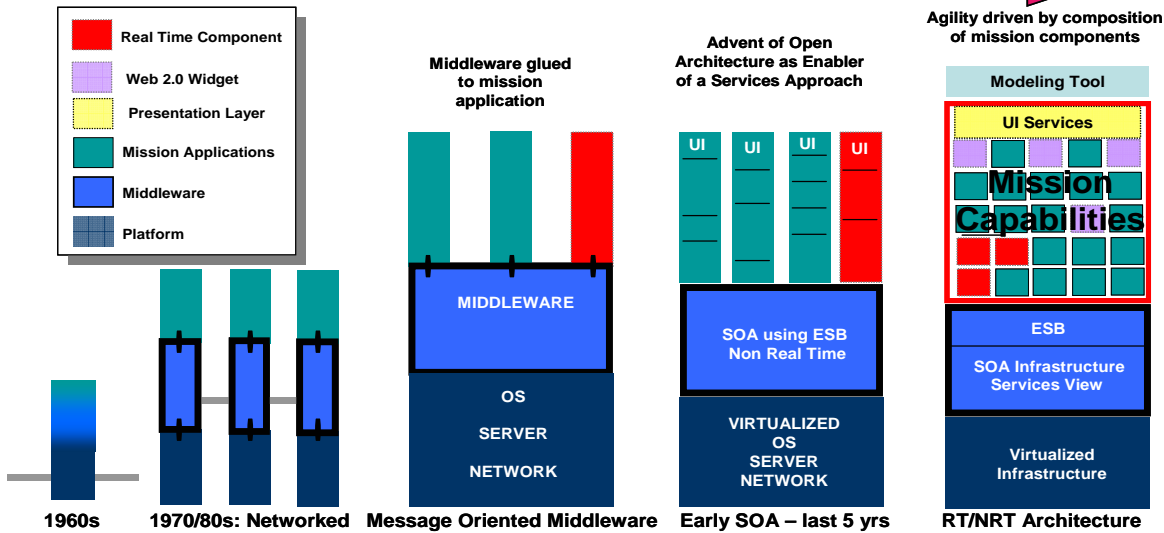 Real Time Component
Web 2.0 Widget
Presentation Layer
Mission Applications
Middleware
Platform
1960s
1970/80s: Networked
Middleware glued
to mission
application
MIDDLEWARE
OS
SERVER
NETWORK
Message Oriented Middleware
Advent of Open
Architecture as Enabler
of a Services Approach
UI
UI
UI
UI
SOA using ESB
Non Real Time
VIRTUALIZED
OS
SERVER
NETWORK
Early SOA – last 5 yrs
Agility driven by composition
of mission components
Modeling Tool
UI Services
Mission
Capabilities
ESB
SOA Infrastructure
Services View
Virtualized
Infrastructure
RT/NRT Architecture